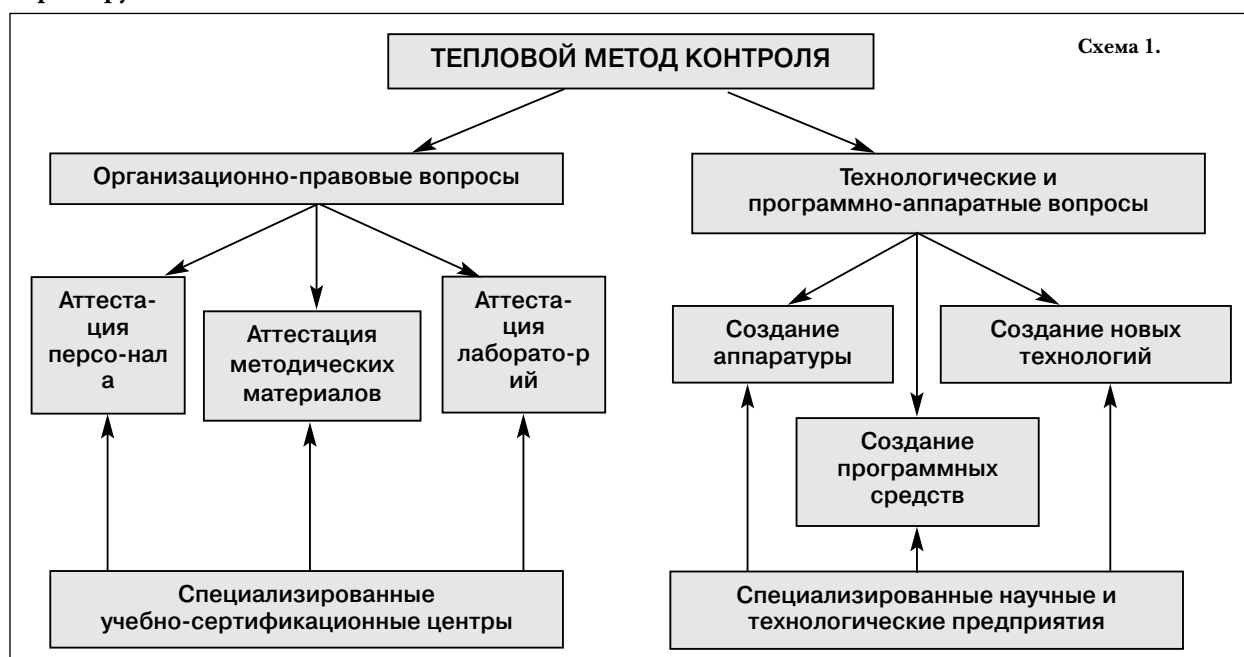 Схема 1.
ТЕПЛОВОЙ МЕТОД КОНТРОЛЯ
Организационно-правовые вопросы
Технологические и
программно-аппаратные вопросы
Аттеста-
ция
персо-нал
а
Аттестация
методических
материалов
Аттеста-
ция
лаборато-р
ий
Создание
аппаратуры
Создание новых
технологий
Создание
программных
средств
Специализированные
учебно-сертификационные центры
Специализированные научные и
технологические предприятия